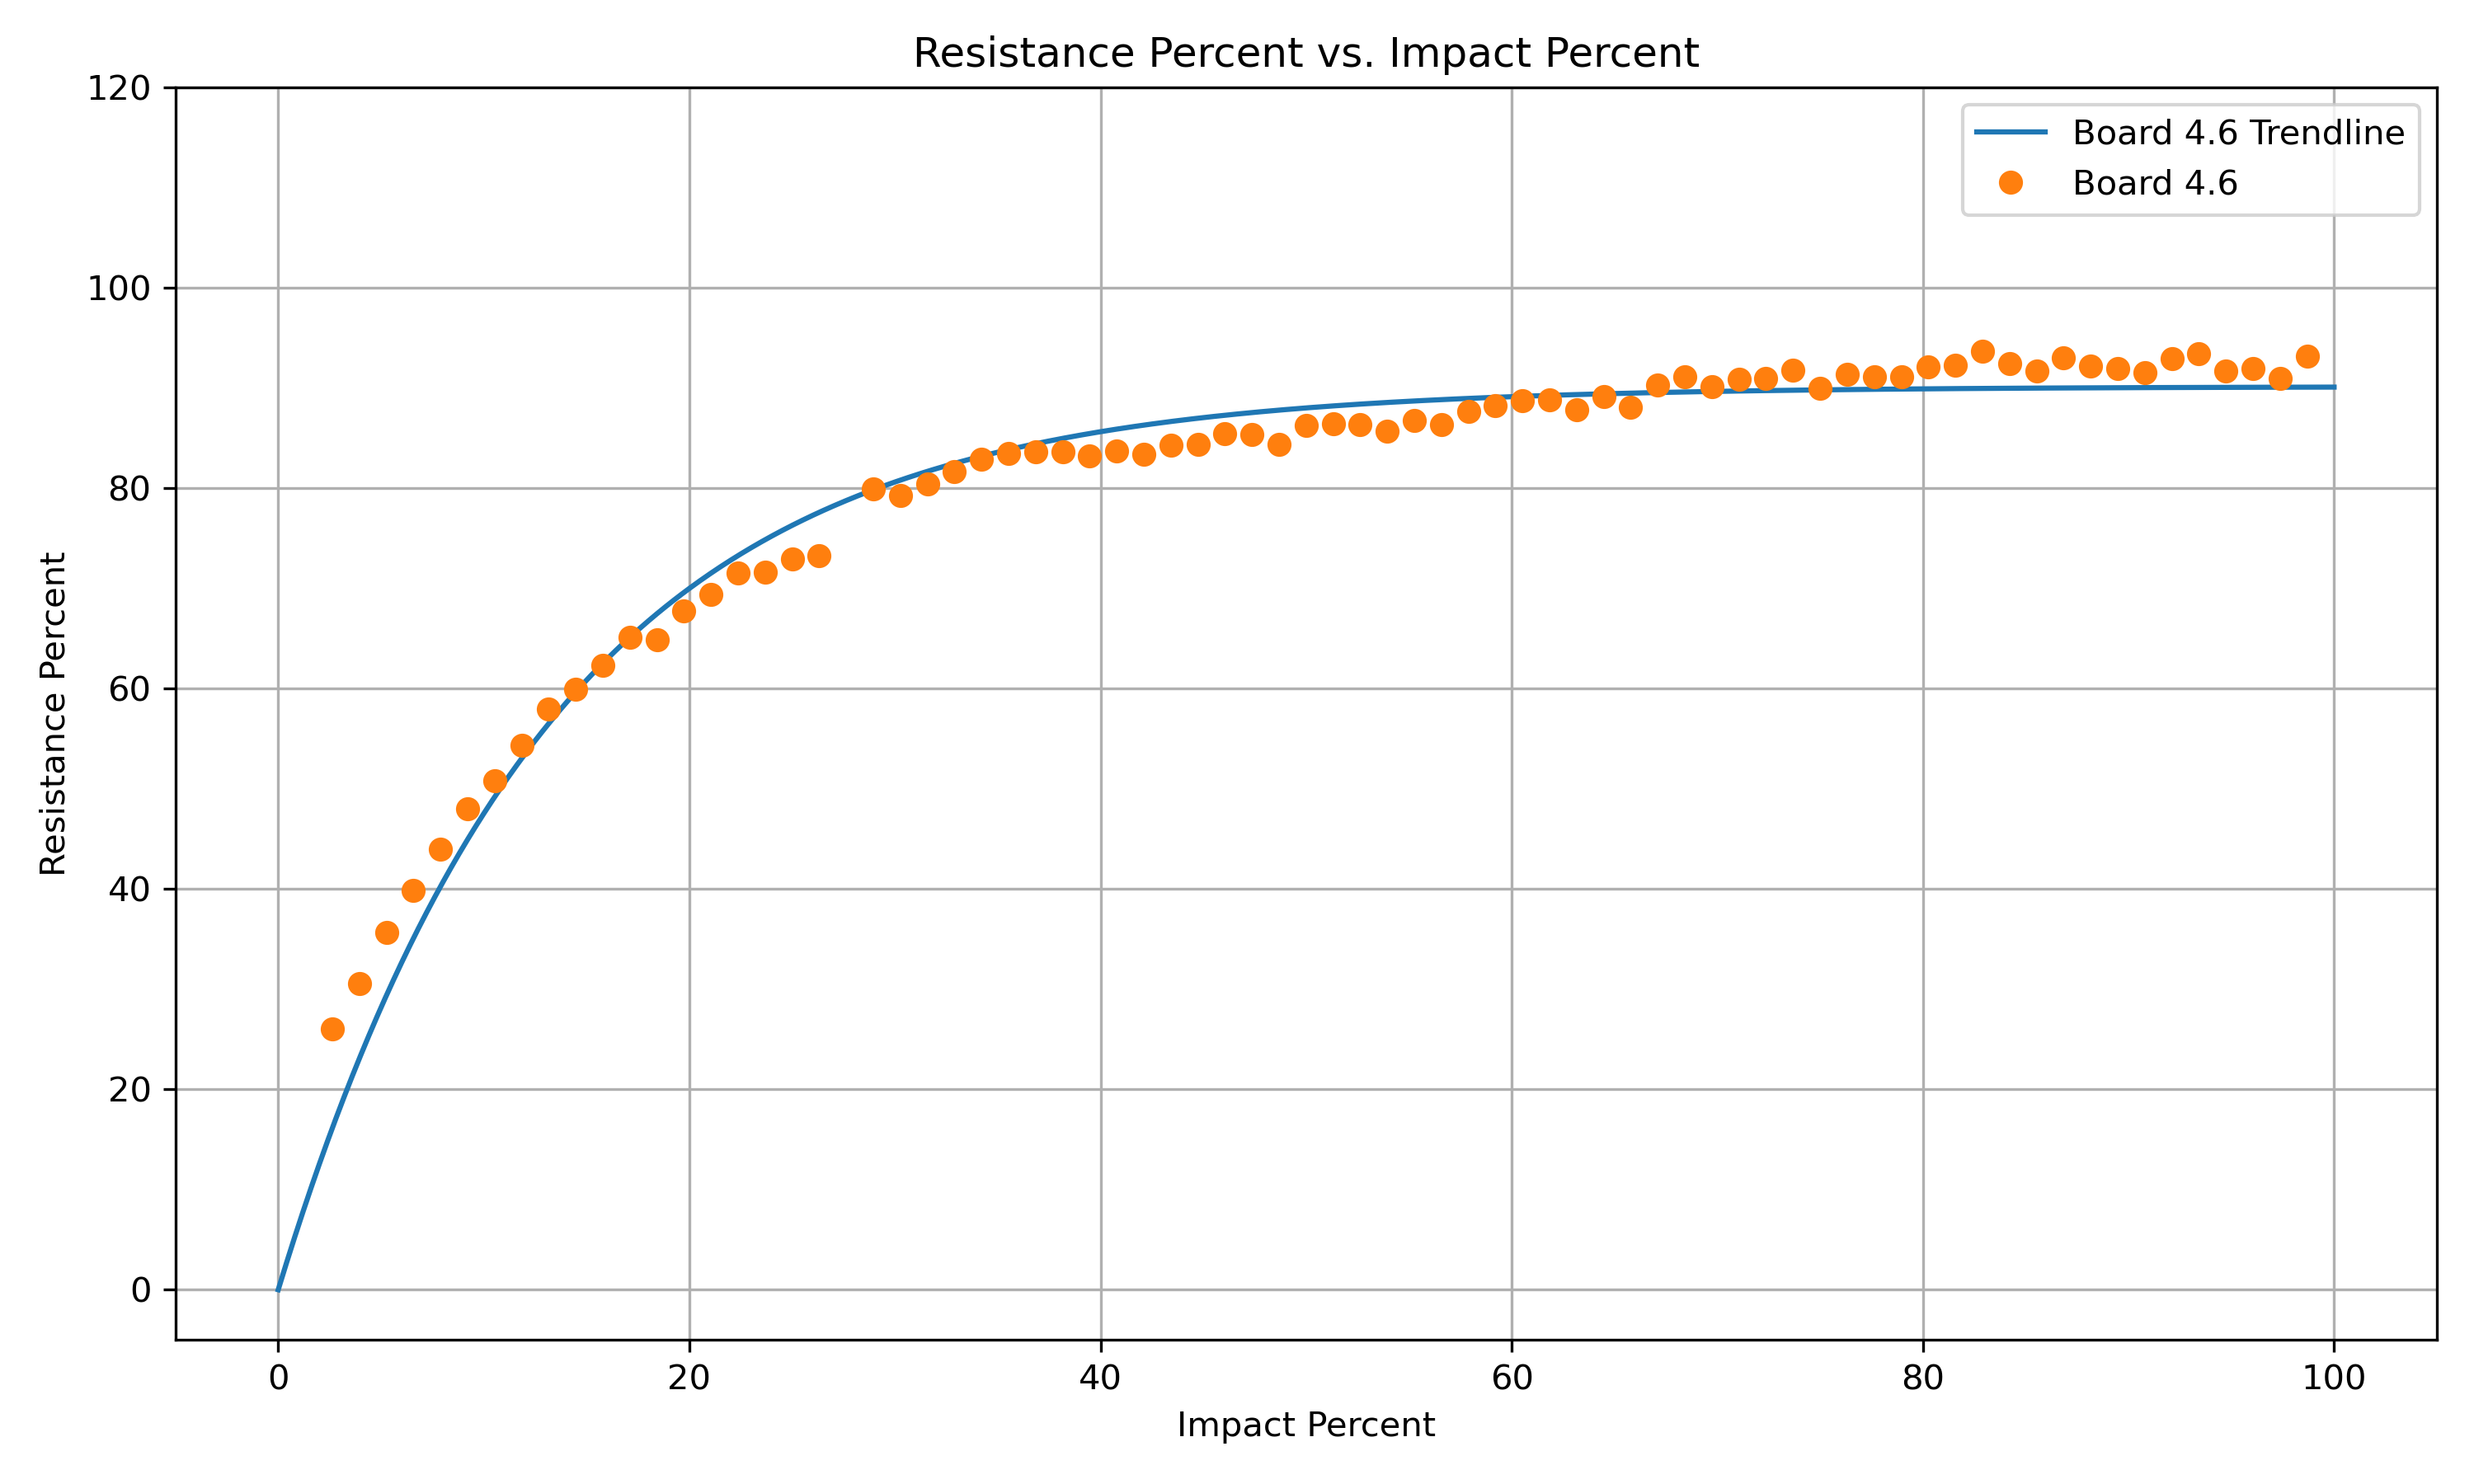 Resistance Percent vs. Impact Percent
Board 4.6 Trendline
Board 4.6
120
100
80
60
40
20
0
Resistance Percent
0 20 40 60 80 100
Impact Percent